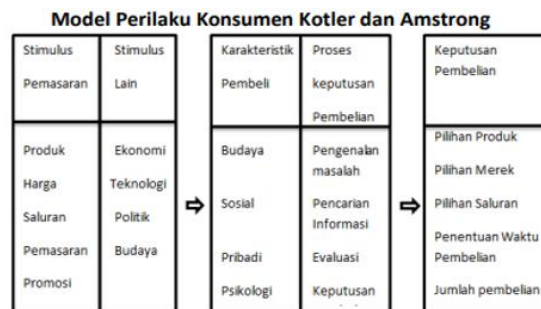 Model Perilaku Konsumen Kotler dan Amstrong
Stimulus
Pemasaran
Stimulus
Lain
Produk
Harga
Saluran
Pemasaran
Promosi
Ekonomi
Teknologi
Politik
Budaya
Karakteristik
Pembeli
Proses
keputusan
Pembelian
Budaya
Sosial
Pribadi
Psikologi
Pengenalan
masalah
Pencarian
Informasi
Evaluasi
Keputusan
Keputusan
Pembelian
Pilihan Produk
Pilihan Merek
Pilihan Saluran
Penentuan Waktu
Pembelian
Jumlah pembelian